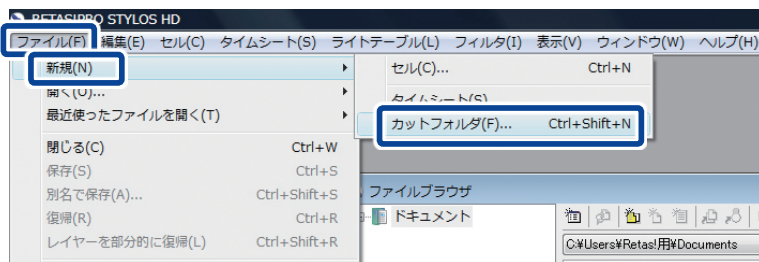 RETAS!PRO STYLOS HD
ファイル(F) 編集(E) セル(C) タイムシート(S) ライトテーブル(L) フィルタ(I) 表示(V) ウィンドウ(W) ヘルプ(H)
新規(N)
開く(O)...
最近使ったファイルを開く(T)
閉じる(C) Ctrl+W
保存(S) Ctrl+S
別名で保存(A)... Ctrl+Shift+S
復帰(R) Ctrl+R
レイヤーを部分的に復帰(L) Ctrl+Shift+R
セル(C)... Ctrl+N
タイムシート(S)...
カットフォルダ(F)... Ctrl+Shift+N
ファイルブラウザ
ドキュメント
C:¥Users¥Retas!用¥Documents